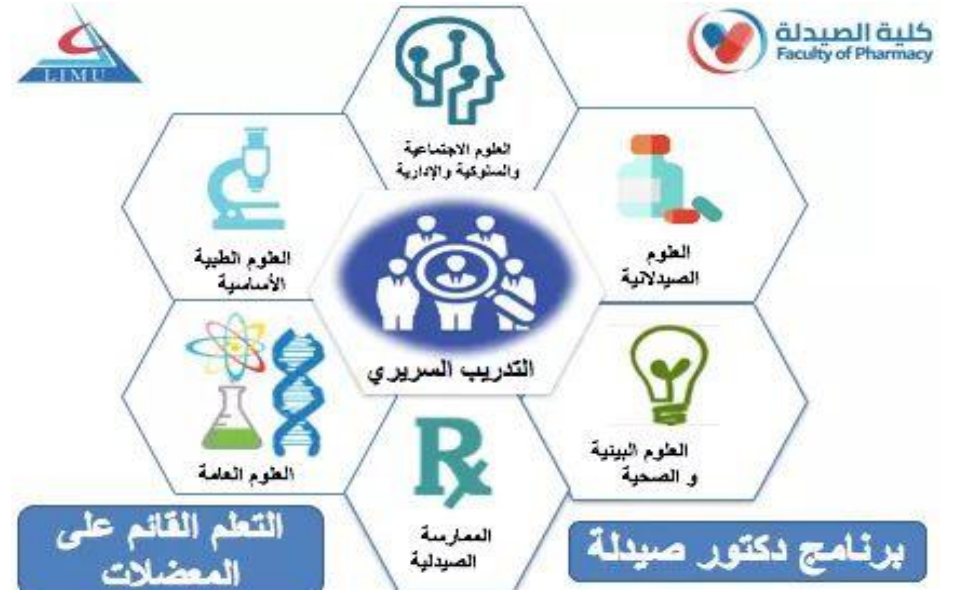 LIMU
كلية الصيدلة
Faculty of Pharmacy
العلوم الاجتماعية
والسلوكية والإدارية
العلوم الطبية
الأساسية
العلوم
الصيدلانية
التدريب السريري
العلوم العامة
العلوم البيئية
و الصحية
Rx
الممارسة
الصيدلية
التعلم القائم على
المعضلات
برنامج دكتور صيدلة